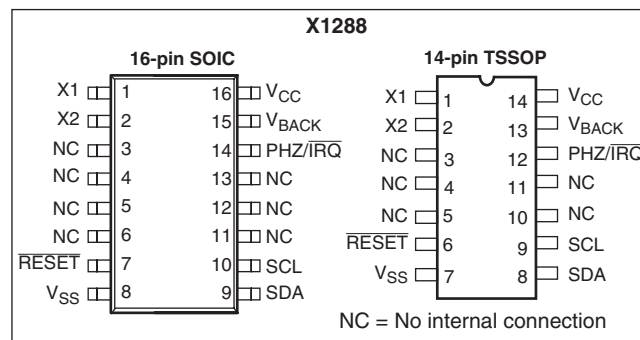 X1288
16-pin SOIC
X1 1 16 VCC
X2 2 15 VBACK
NC 3 14 PHZ/IRQ
NC 4 13 NC
NC 5 12 NC
NC 6 11 NC
RESET 7 10 SCL
VSS 8 9 SDA
14-pin TSSOP
X1 1 14 VCC
X2 2 13 VBACK
NC 3 12 PHZ/IRQ
NC 4 11 NC
NC 5 10 NC
RESET 6 9 SCL
VSS 7 8 SDA
NC = No internal connection